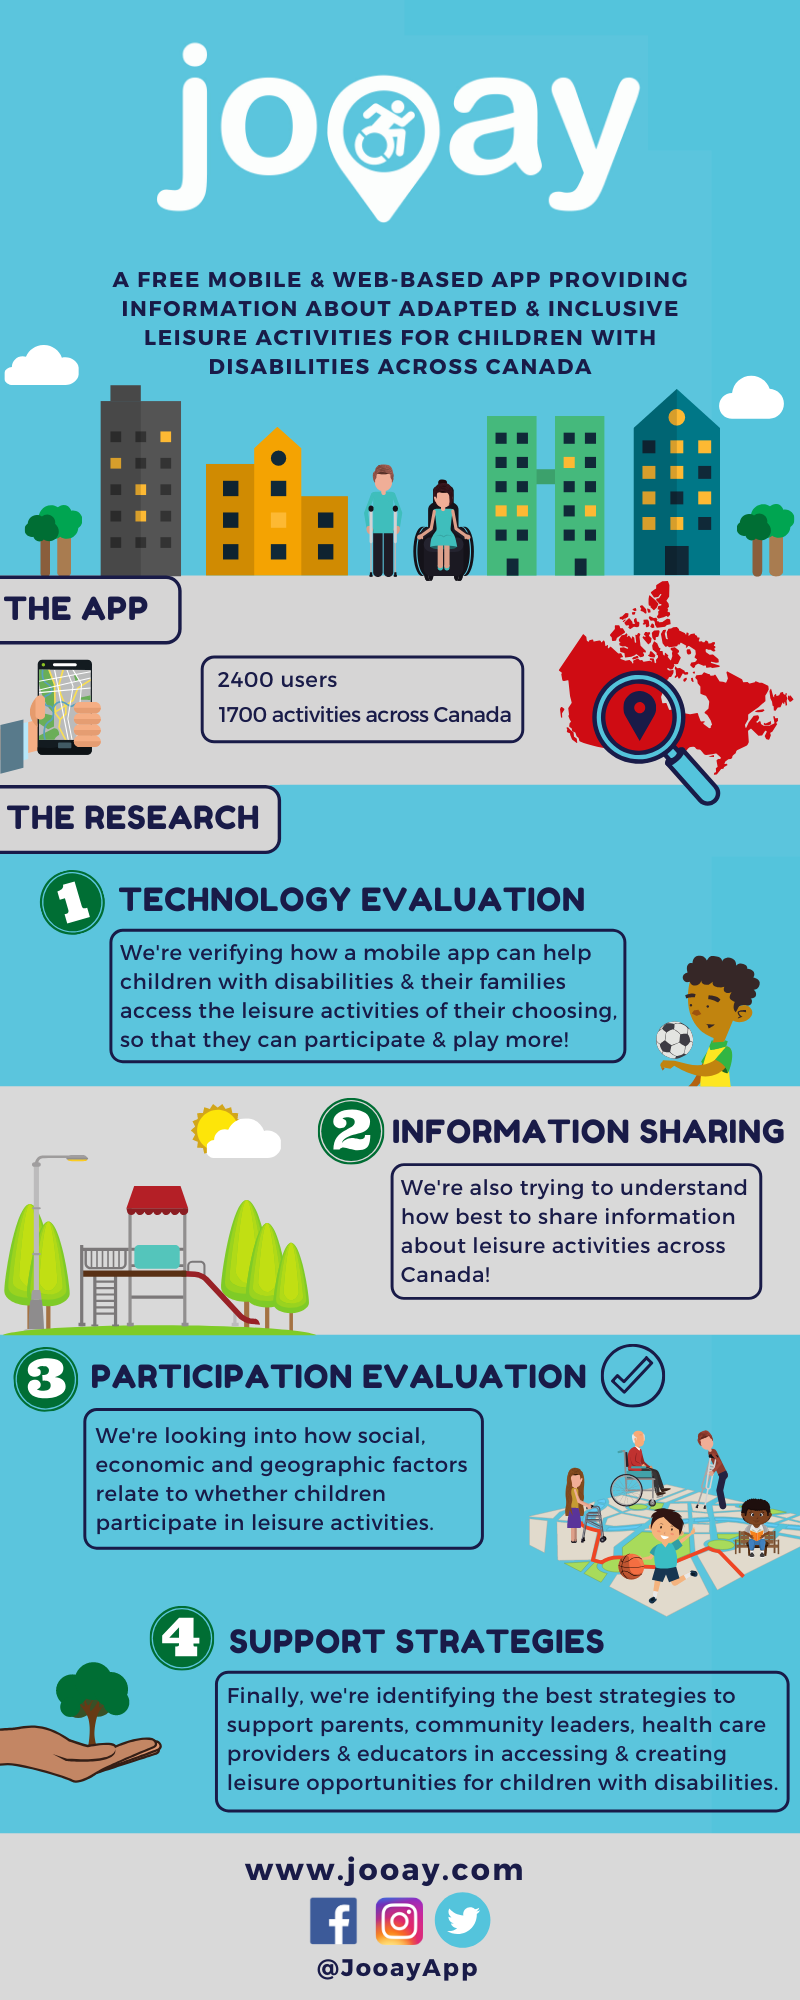 jooay
A FREE MOBILE & WEB-BASED APP PROVIDING
INFORMATION ABOUT ADAPTED & INCLUSIVE
LEISURE ACTIVITIES FOR CHILDREN WITH
DISABILITIES ACROSS CANADA
THE APP
2400 users
1700 activities across Canada
THE RESEARCH
1 TECHNOLOGY EVALUATION
We're verifying how a mobile app can help
children with disabilities & their families
access the leisure activities of their choosing,
so that they can participate & play more!
2 INFORMATION SHARING
We're also trying to understand
how best to share information
about leisure activities across
Canada!
3 PARTICIPATION EVALUATION
We're looking into how social,
economic and geographic factors
relate to whether children
participate in leisure activities.
4 SUPPORT STRATEGIES
Finally, we're identifying the best strategies to
support parents, community leaders, health care
providers & educators in accessing & creating
leisure opportunities for children with disabilities.
www.jooay.com
@JooayApp